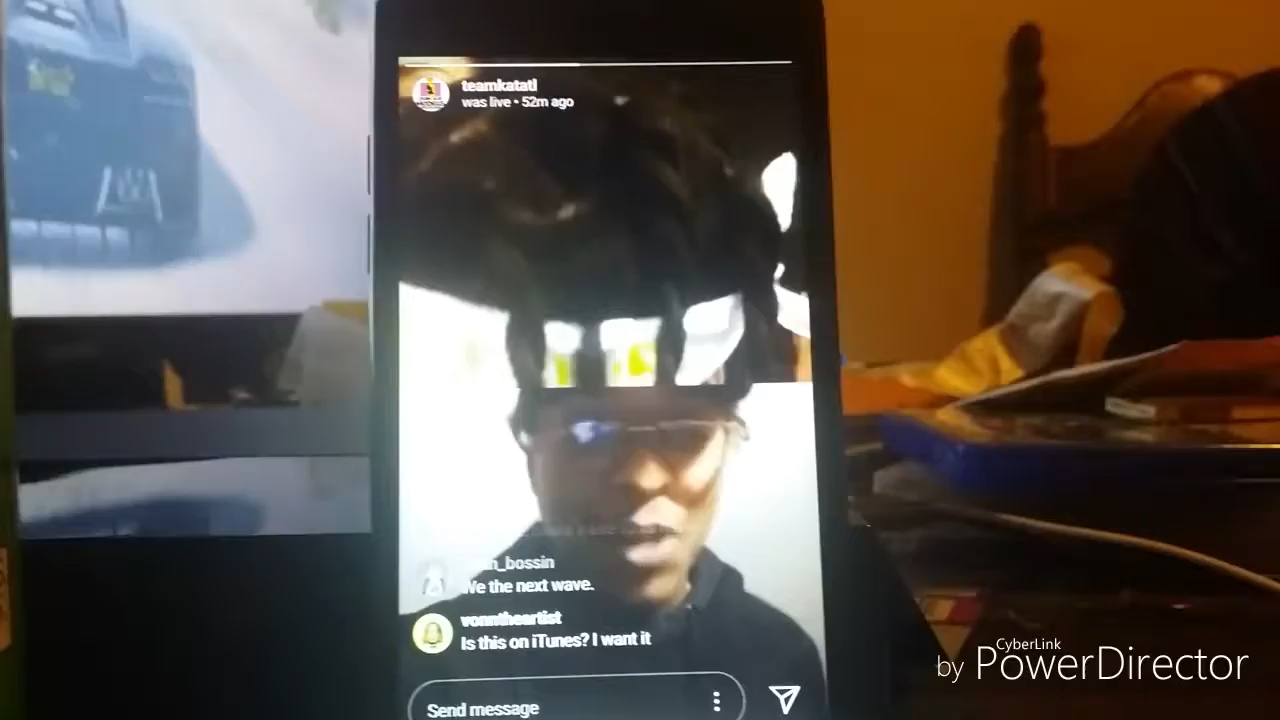 teamkatatl
was live • 52m ago
We the next wave.
vonntheartist
Is this on iTunes? I want it
Send message
CyberLink
by PowerDirector